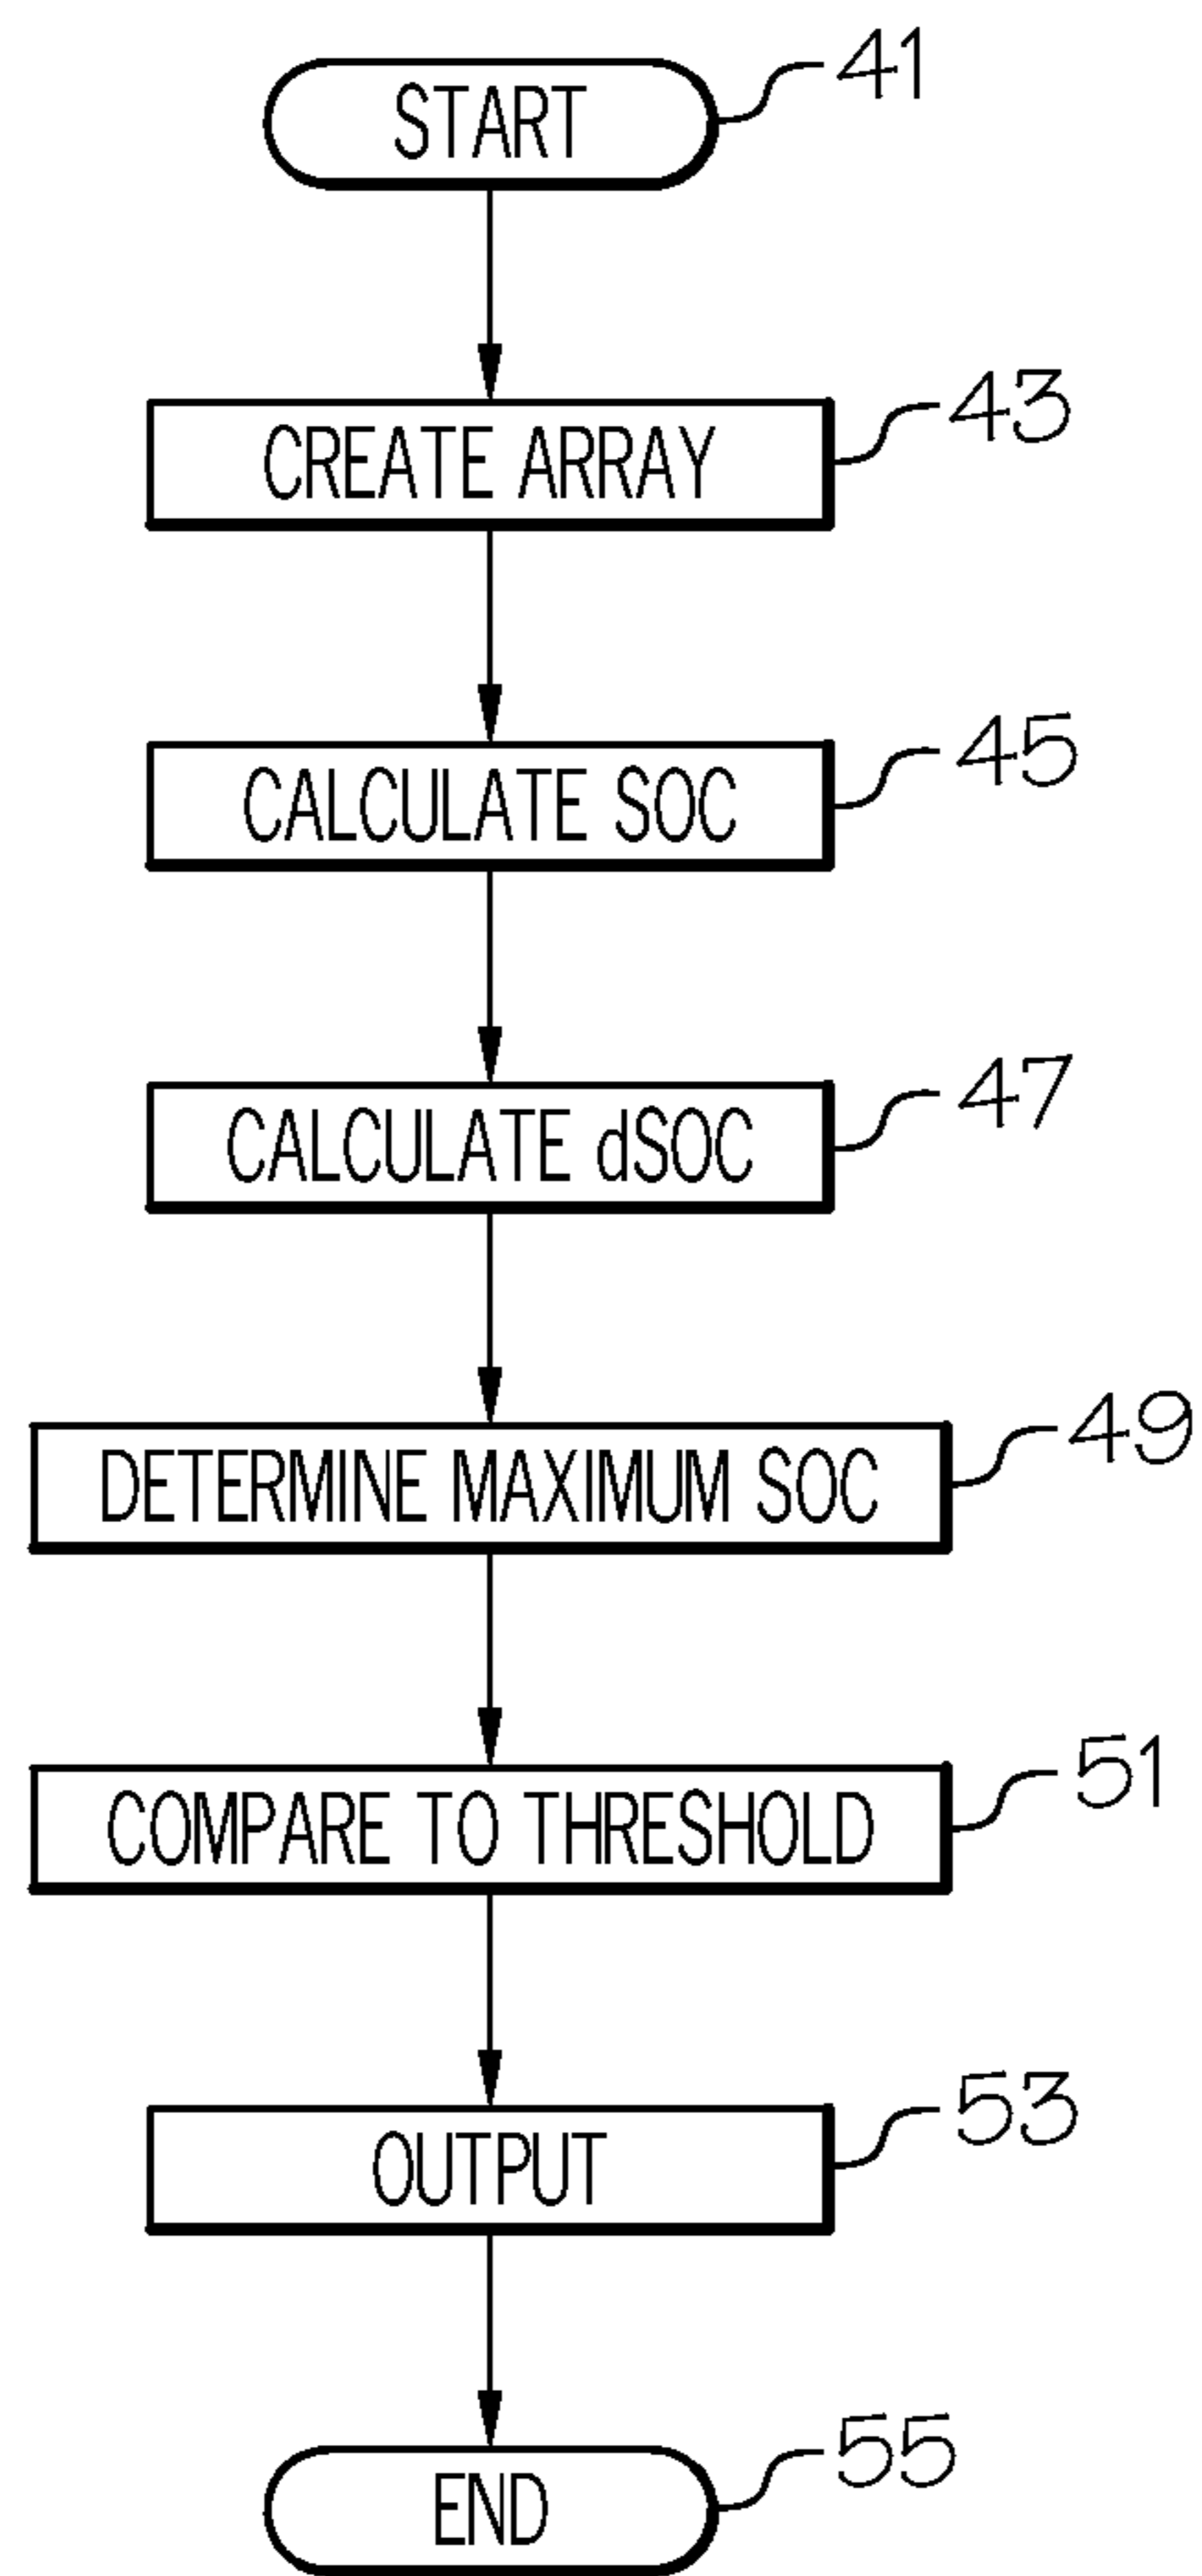 START 41
CREATE ARRAY 43
CALCULATE SOC 45
CALCULATE dSOC 47
DETERMINE MAXIMUM SOC 49
COMPARE TO THRESHOLD 51
OUTPUT 53
END 55